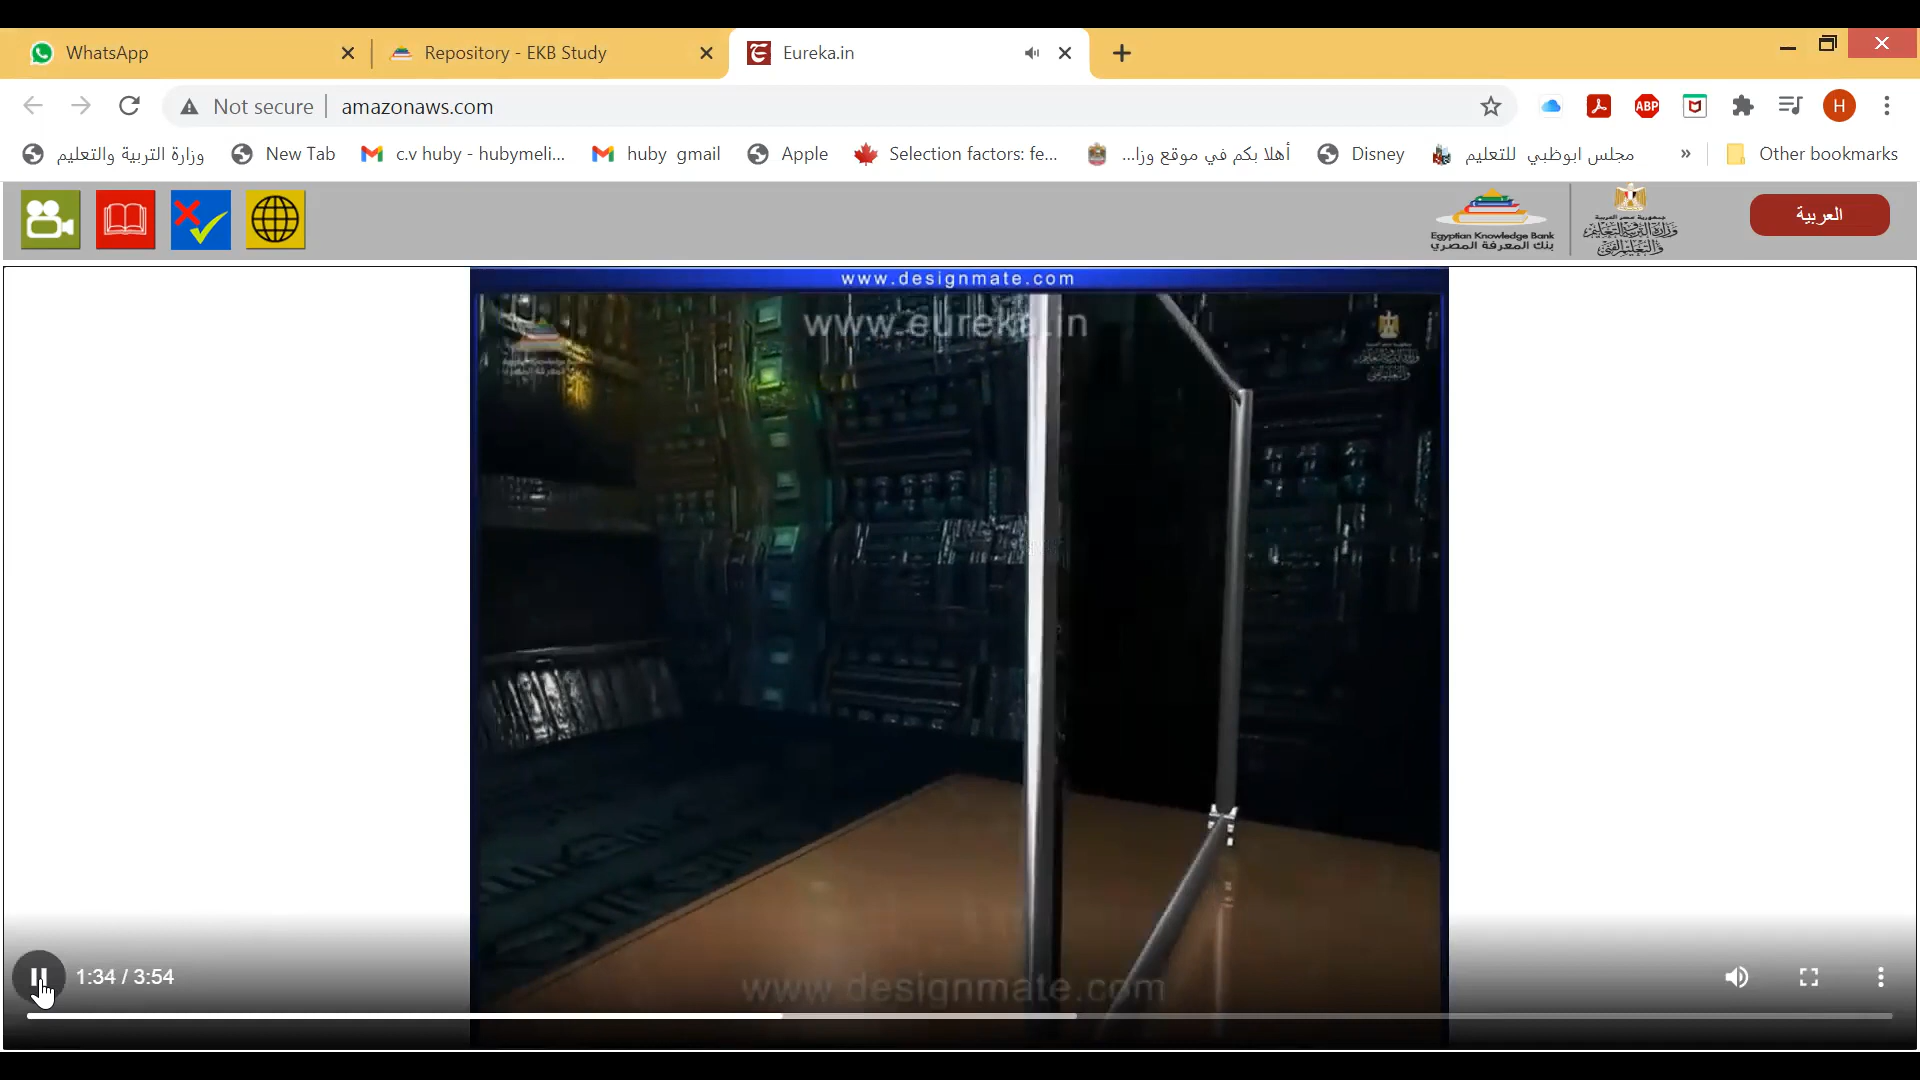 WhatsApp
Repository - EKB Study
Eureka.in
Not secure
amazonaws.com
ABP
H
وزارة التربية والتعليم
New Tab
c.v huby - hubymeli...
huby gmail
Apple
Selection factors: fe...
أهلا بكم في موقع وزا...
Disney
مجلس ابوظبي للتعليم
»
Other bookmarks
Egyptian Knowledge Bank
بنك المعرفة المصري
العربية
www.designmate.com
www.eureka.in
www.designmate.com
1:34 / 3:54